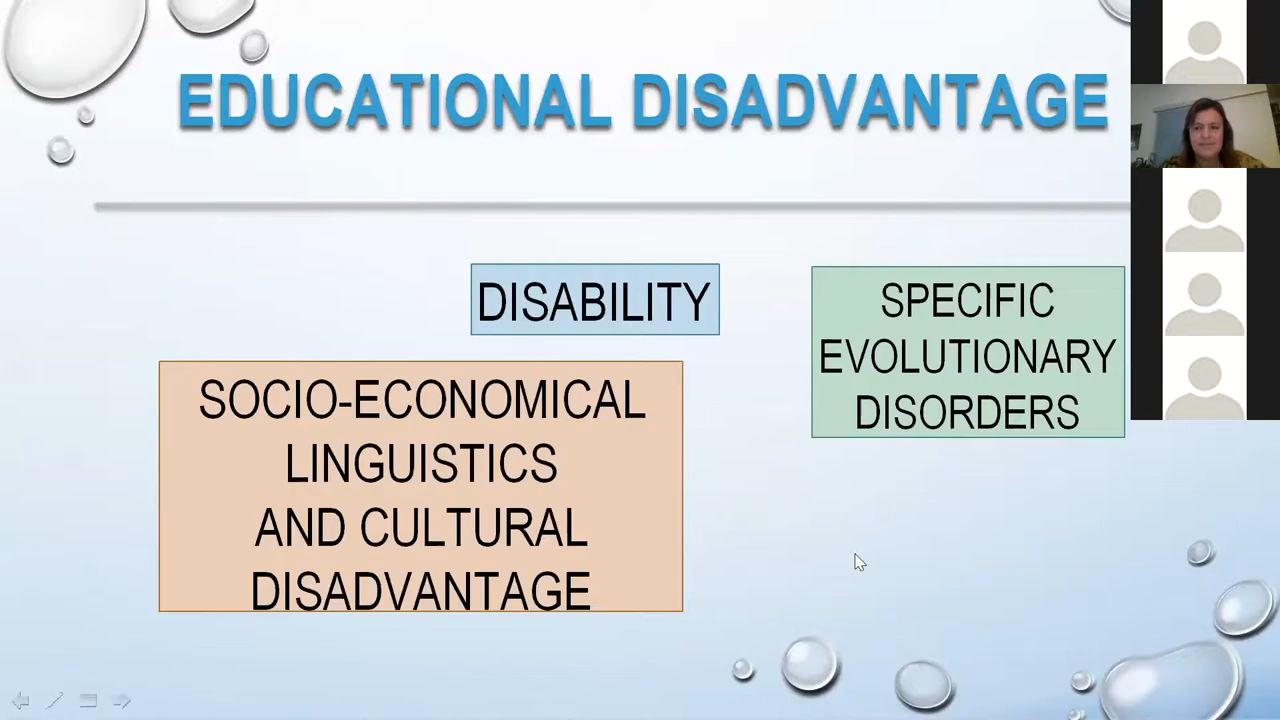 EDUCATIONAL DISADVANTAGE
DISABILITY
SPECIFIC
EVOLUTIONARY
DISORDERS
SOCIO-ECONOMICAL
LINGUISTICS
AND CULTURAL
DISADVANTAGE